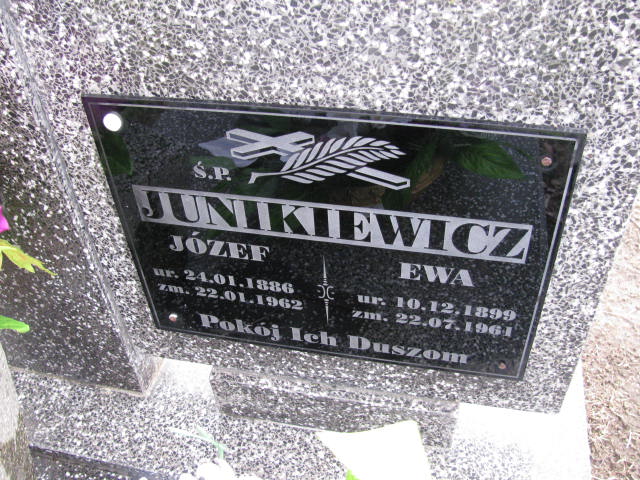 Ś.P.
JUNIKIEWICZ
JÓZEF
ur. 24.01.1886
zm. 22.01.1962
EWA
ur. 10.12.1899
zm. 22.07.1961
Pokój Ich Duszom